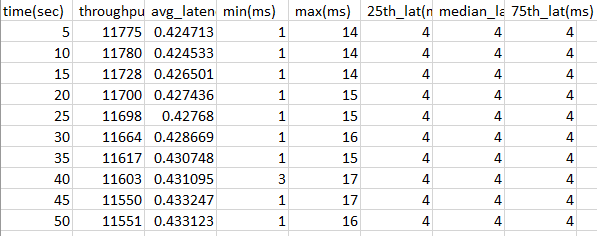 time(sec) throughpu avg_laten min(ms) max(ms) 25th_lat(m median_la 75th_lat(ms)
5 11775 0.424713 1 14 4 4 4
10 11780 0.424533 1 14 4 4 4
15 11728 0.426501 1 14 4 4 4
20 11700 0.427436 1 15 4 4 4
25 11698 0.42768 1 15 4 4 4
30 11664 0.428669 1 16 4 4 4
35 11617 0.430748 1 15 4 4 4
40 11603 0.431095 3 17 4 4 4
45 11550 0.433247 1 17 4 4 4
50 11551 0.433123 1 16 4 4 4